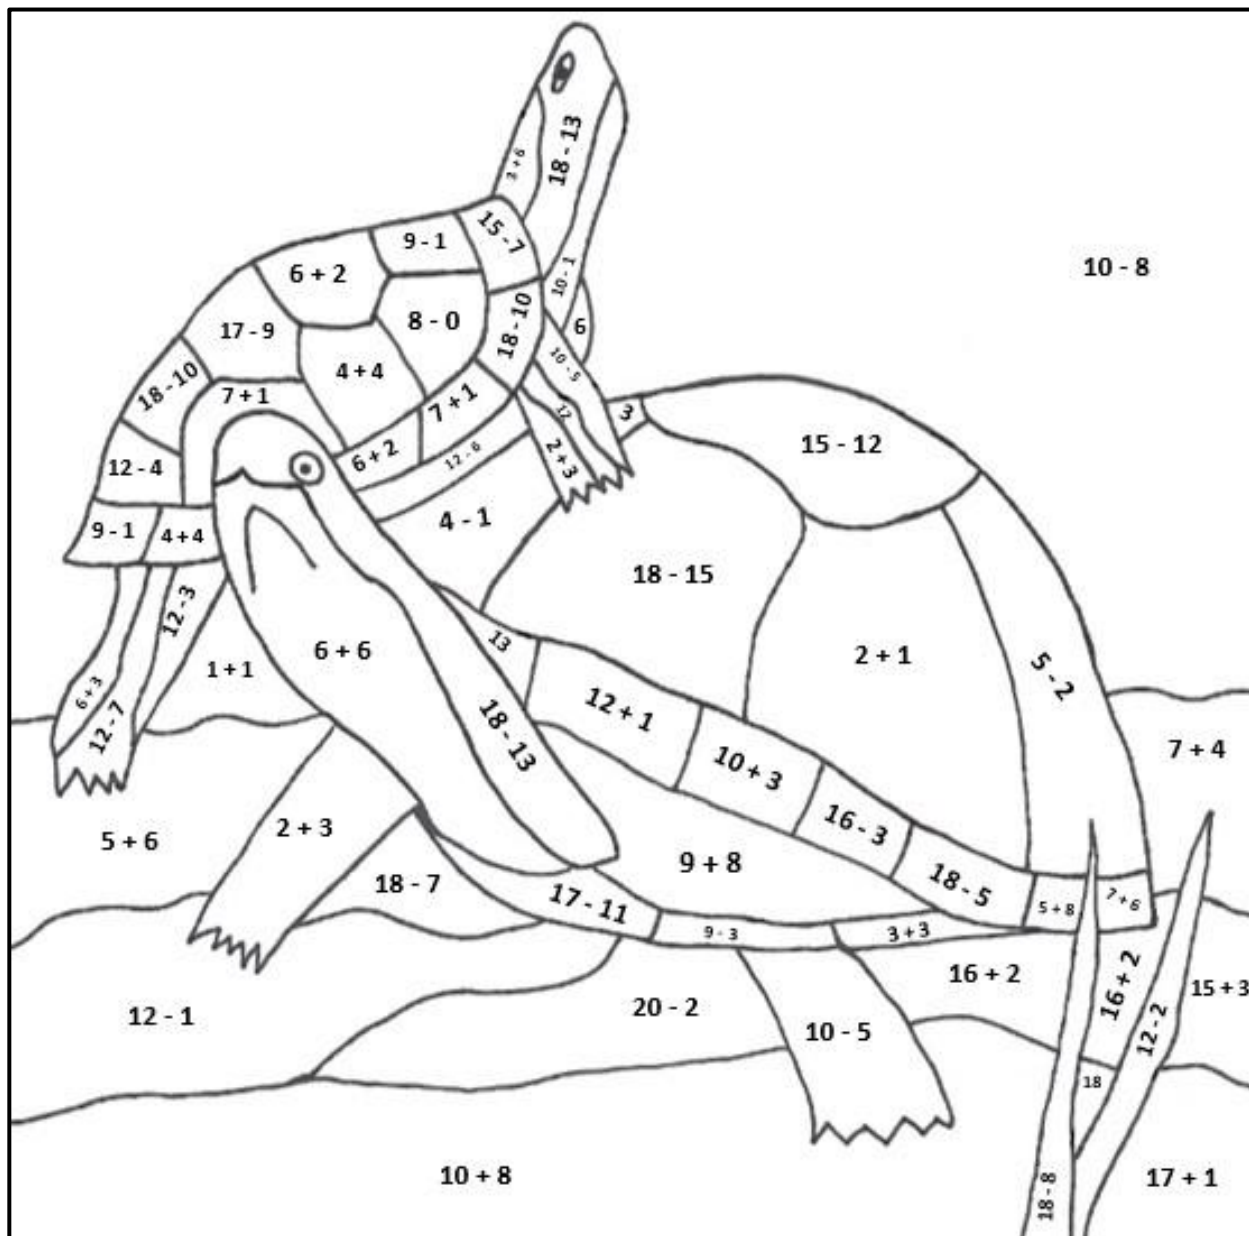 18 - 13
3 + 6
15 - 7
9 - 1
10 - 8
6 + 2
10 - 1
8 - 0
18 - 10
6
17 - 9
10 - 5
4 + 4
18 - 10
7 + 1
7 + 1
12
3
15 - 12
6 + 2
12 - 6
2 + 3
12 - 4
4 - 1
9 - 1
4 + 4
18 - 15
12 - 3
6 + 6
13
2 + 1
1 + 1
5 - 2
6 + 3
12 - 7
12 + 1
18 - 13
10 + 3
7 + 4
5 + 6
2 + 3
16 - 3
9 + 8
18 - 7
18 - 5
17 - 11
5 + 8
7 + 6
9 - 3
3 + 3
16 + 2
16 + 2
15 + 3
12 - 1
20 - 2
10 - 5
12 - 2
18
10 + 8
18 - 8
17 + 1